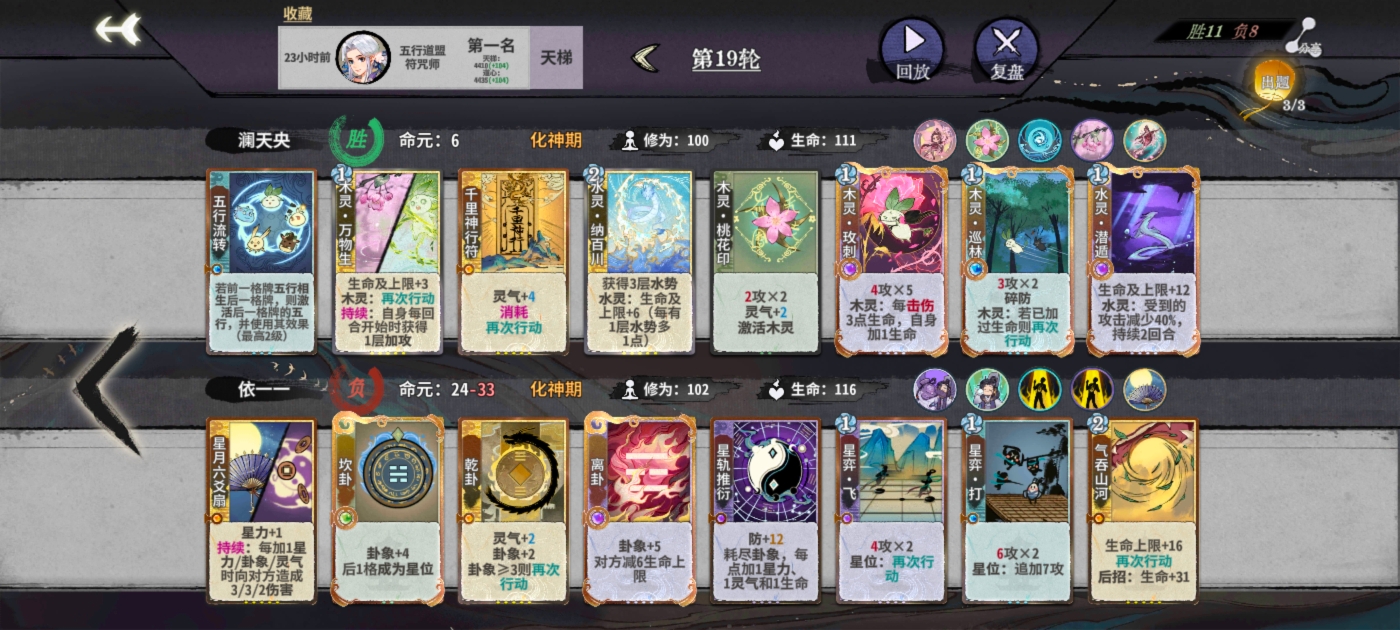 收藏
23小时前
五行道盟
符咒师
第一名
天梯:
4410(+104)
道心:
4435(+104)
天梯
第19轮
回放
复盘
胜11 负8
分享
出题
3/3
澜天央
胜
命元: 6
化神期
修为: 100
生命: 111
五行流转
若前一格牌五行相
生后一格牌，则激
活后一格牌的五
行，并使用其效果
（最高2级）
1
木灵·万物生
生命及上限+3
木灵: 再次行动
持续: 自身每回
合开始时获得
1层加攻
千里神行符
千里神行
灵气+4
消耗
再次行动
2
水灵·纳百川
获得3层水势
水灵: 生命及
上限+6（每有
1层水势多
1点）
木灵·桃花印
2攻×2
灵气+2
激活木灵
1
木灵·玫刺
4攻×5
木灵: 每击伤
3点生命，自身
加1生命
1
木灵·巡林
3攻×2
碎防
木灵: 若已加
过生命则再次
行动
1
水灵·潜遁
生命及上限+12
水灵: 受到的
攻击减少40%，
持续2回合
依一一
负
命元: 24-33
化神期
修为: 102
生命: 116
星月六爻扇
星力+1
持续: 每加1星
力/卦象/灵气
时向对方造成
3/3/2伤害
坎卦
卦象+4
后1格成为星位
乾卦
灵气+2
卦象+2
卦象≥3则再次
行动
离卦
卦象+5
对方减6生命上
限
星轨推衍
防+12
耗尽卦象，每
点加1星力、
1灵气和1生命
1
星弈·飞
4攻×2
星位: 再次行
动
1
星弈·打
6攻×2
星位: 追加7攻
2
气吞山河
生命上限+16
再次行动
后招: 生命+31